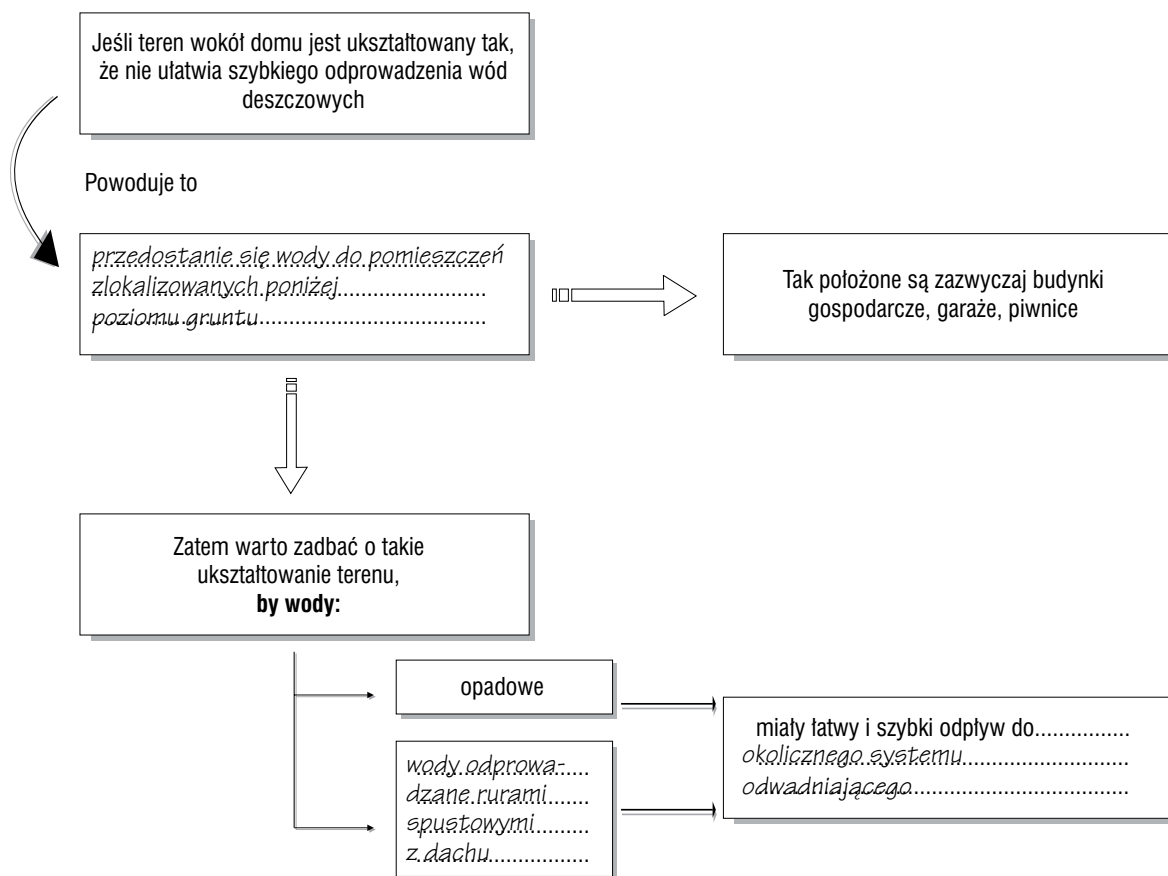 Jeśli teren wokół domu jest ukształtowany tak,
że nie ułatwia szybkiego odprowadzenia wód
deszczowych
Powoduje to
przedostanie się wody do pomieszczeń
zlokalizowanych poniżej
poziomu gruntu
Tak położone są zazwyczaj budynki
gospodarcze, garaże, piwnice
Zatem warto zadbać o takie
ukształtowanie terenu,
by wody:
opadowe
wody odprowa-
dzane rurami
spustowymi
z dachu
miały łatwy i szybki odpływ do................
okolicznego systemu
odwadniającego